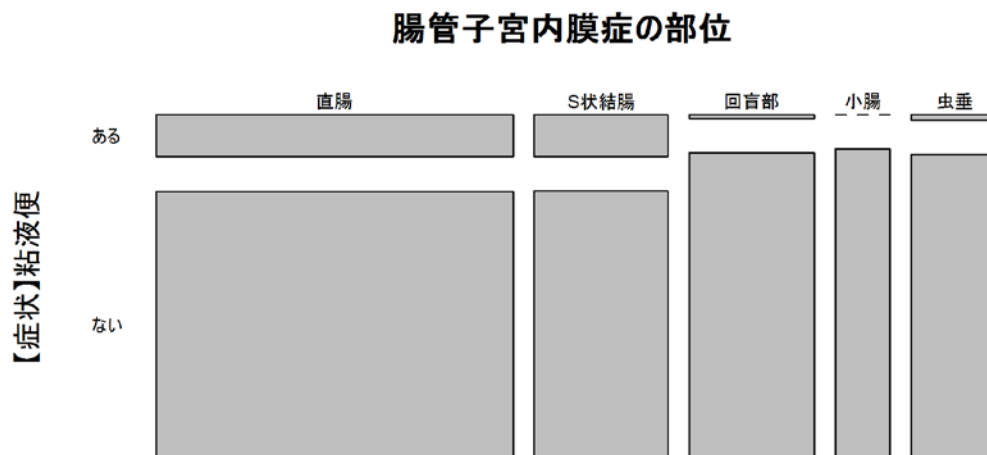 腸管子宮内膜症の部位
直腸
S状結腸
回盲部
小腸
虫垂
ある
ない
【症状】粘液便